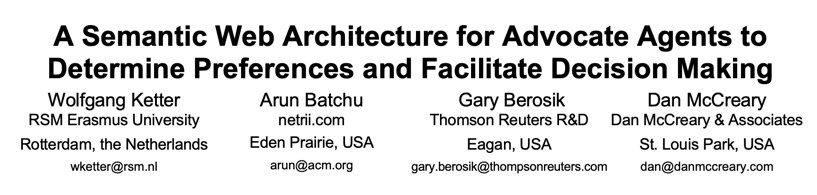 A Semantic Web Architecture for Advocate Agents to
Determine Preferences and Facilitate Decision Making
Wolfgang Ketter
RSM Erasmus University
Rotterdam, the Netherlands
wketter@rsm.nl
Arun Batchu
netrii.com
Eden Prairie, USA
arun@acm.org
Gary Berosik
Thomson Reuters R&D
Eagan, USA
gary.berosik@thompsonreuters.com
Dan McCreary
Dan McCreary & Associates
St. Louis Park, USA
dan@danmccreary.com